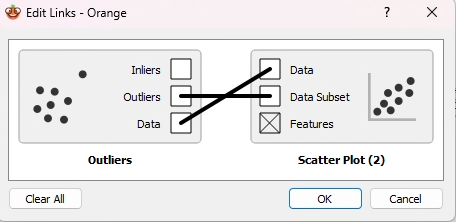 Edit Links - Orange
Inliers
Outliers
Data
Data
Data Subset
Features
Outliers
Scatter Plot (2)
Clear All
OK
Cancel